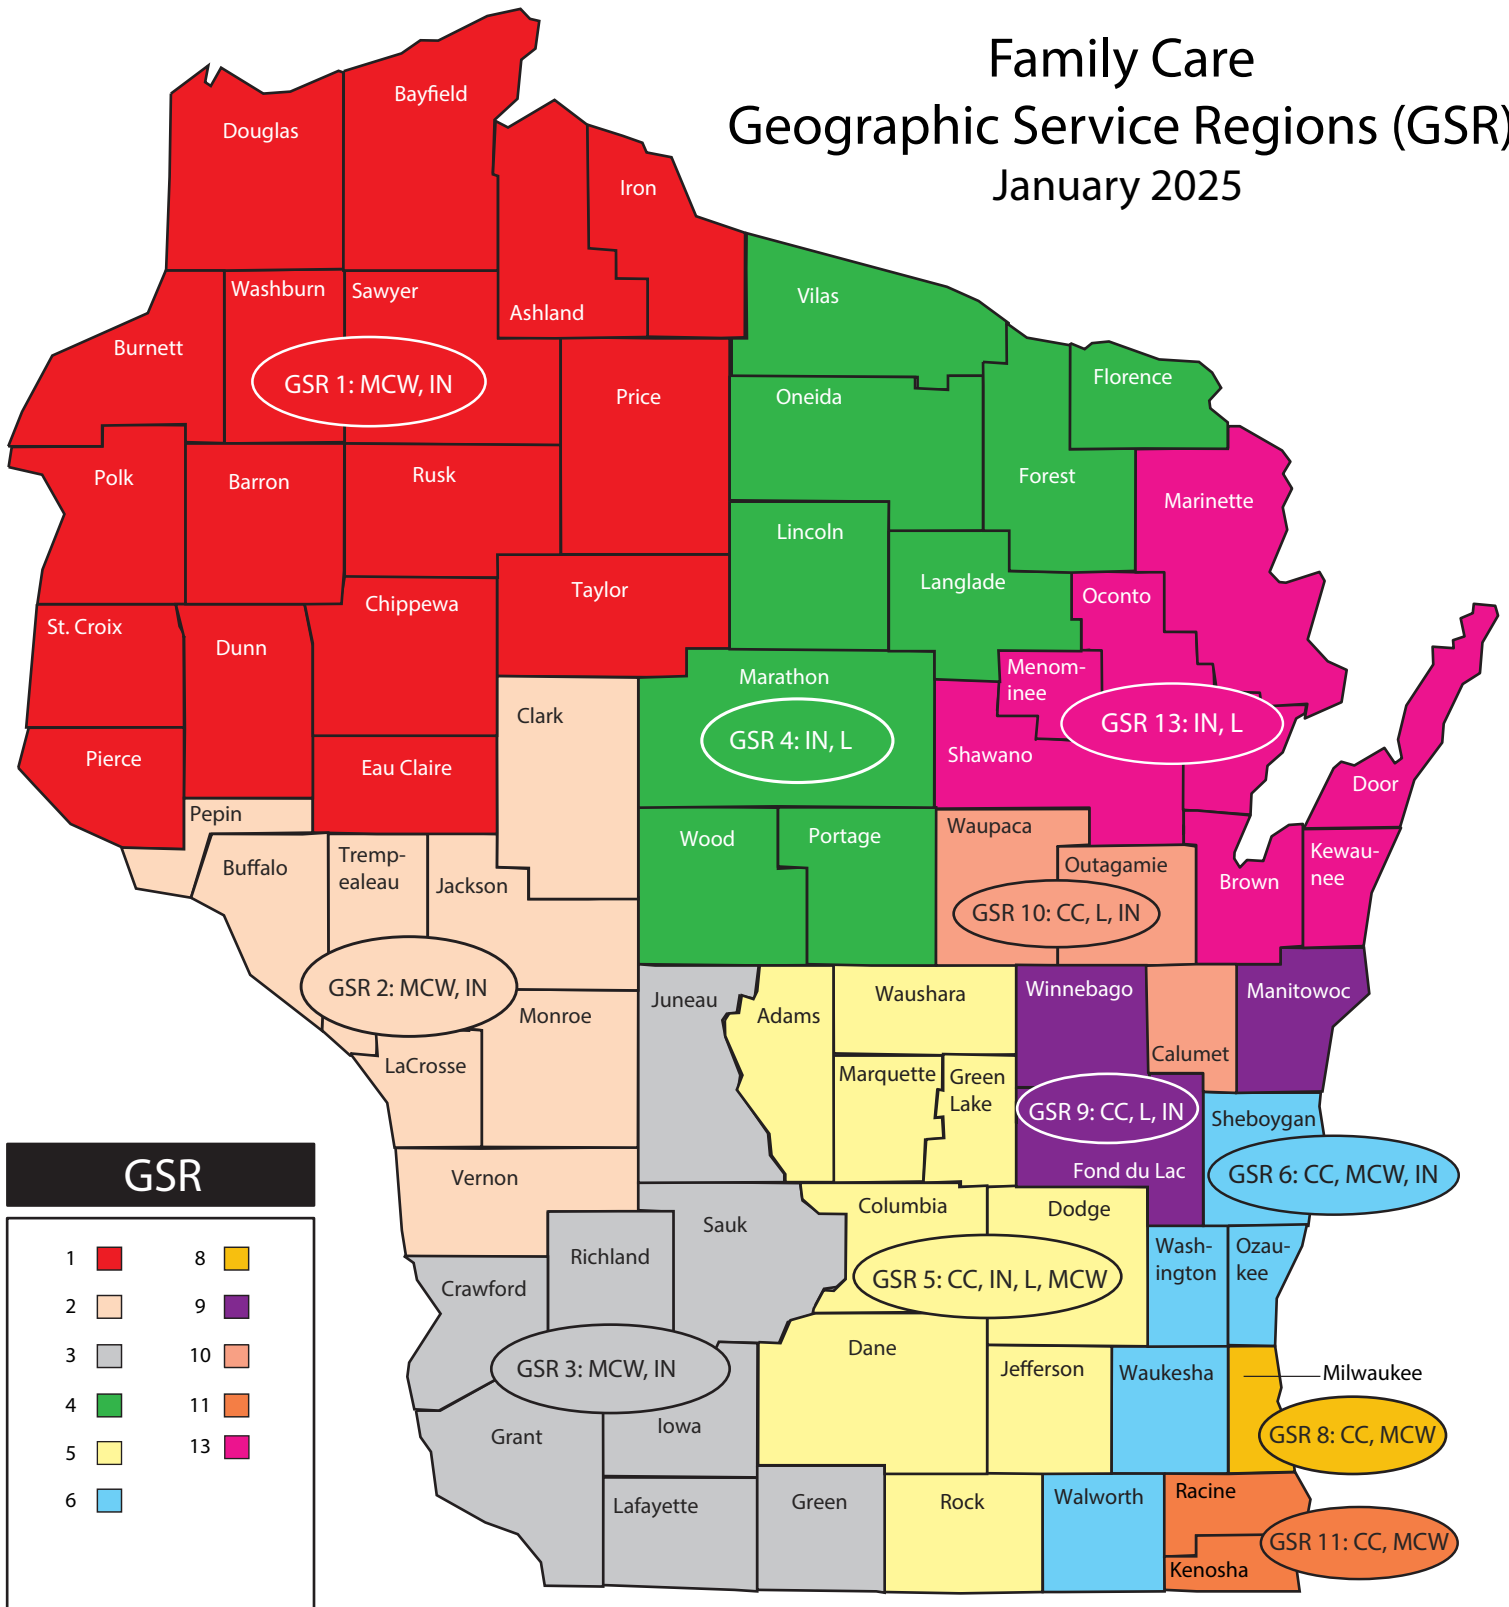 Family Care
Geographic Service Regions (GSR)
January 2025
Bayfield
Douglas
Iron
Washburn
Sawyer
Vilas
Ashland
Burnett
GSR 1: MCW, IN
Florence
Price
Oneida
Polk
Barron
Rusk
Forest
Marinette
Lincoln
Langlade
Taylor
Oconto
Chippewa
St. Croix
Dunn
Menom-
inee
Marathon
Clark
GSR 4: IN, L
GSR 13: IN, L
Pierce
Eau Claire
Shawano
Door
Pepin
Waupaca
Wood
Portage
Tremp-
ealeau
Kewau-
nee
Buffalo
Outagamie
Jackson
Brown
GSR 10: CC, L, IN
GSR 2: MCW, IN
Juneau
Waushara
Winnebago
Manitowoc
Monroe
Adams
Calumet
LaCrosse
Marquette
Green
Lake
GSR 9: CC, L, IN
Sheboygan
Fond du Lac
GSR 6: CC, MCW, IN
Vernon
GSR
Columbia
Dodge
Sauk
Wash-
ington
Ozau-
kee
Richland
GSR 5: CC, IN, L, MCW
Crawford
Dane
GSR 3: MCW, IN
Jefferson
Waukesha
Milwaukee
Iowa
Grant
GSR 8: CC, MCW
Lafayette
Green
Rock
Walworth
Racine
GSR 11: CC, MCW
Kenosha
1 8
2 9
3 10
4 11
5 13
6